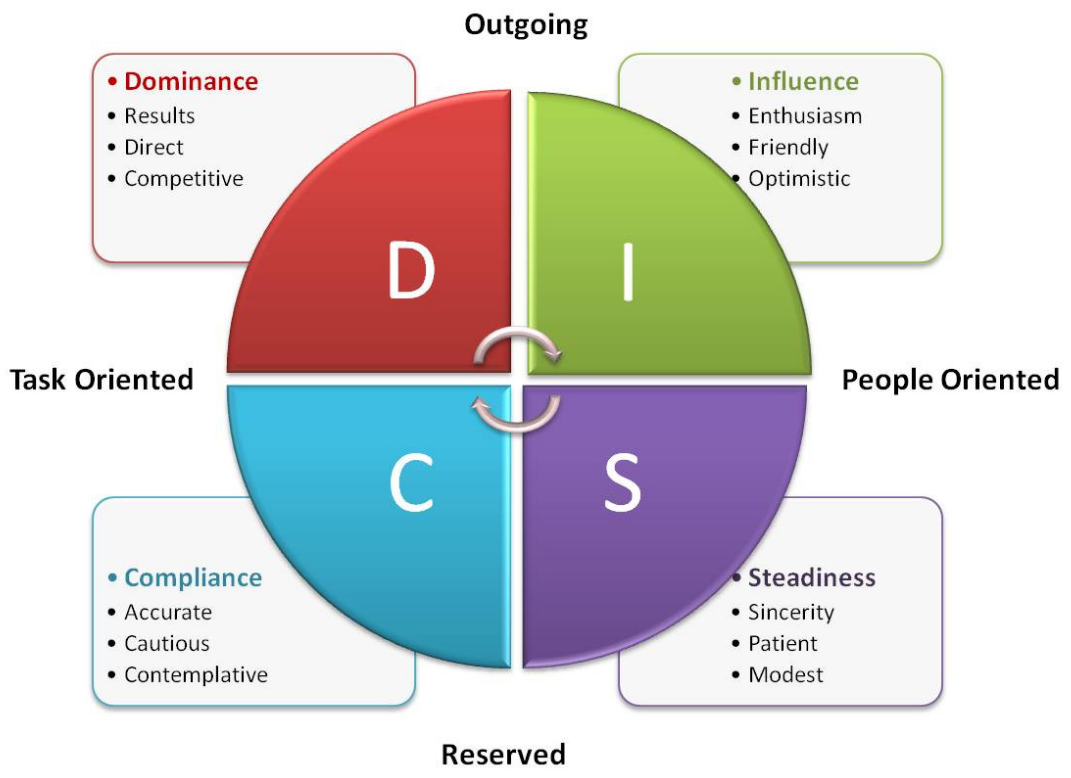 Outgoing
• Dominance
• Results
• Direct
• Competitive
• Influence
• Enthusiasm
• Friendly
• Optimistic
D
I
Task Oriented
People Oriented
C
S
• Compliance
• Accurate
• Cautious
• Contemplative
• Steadiness
• Sincerity
• Patient
• Modest
Reserved